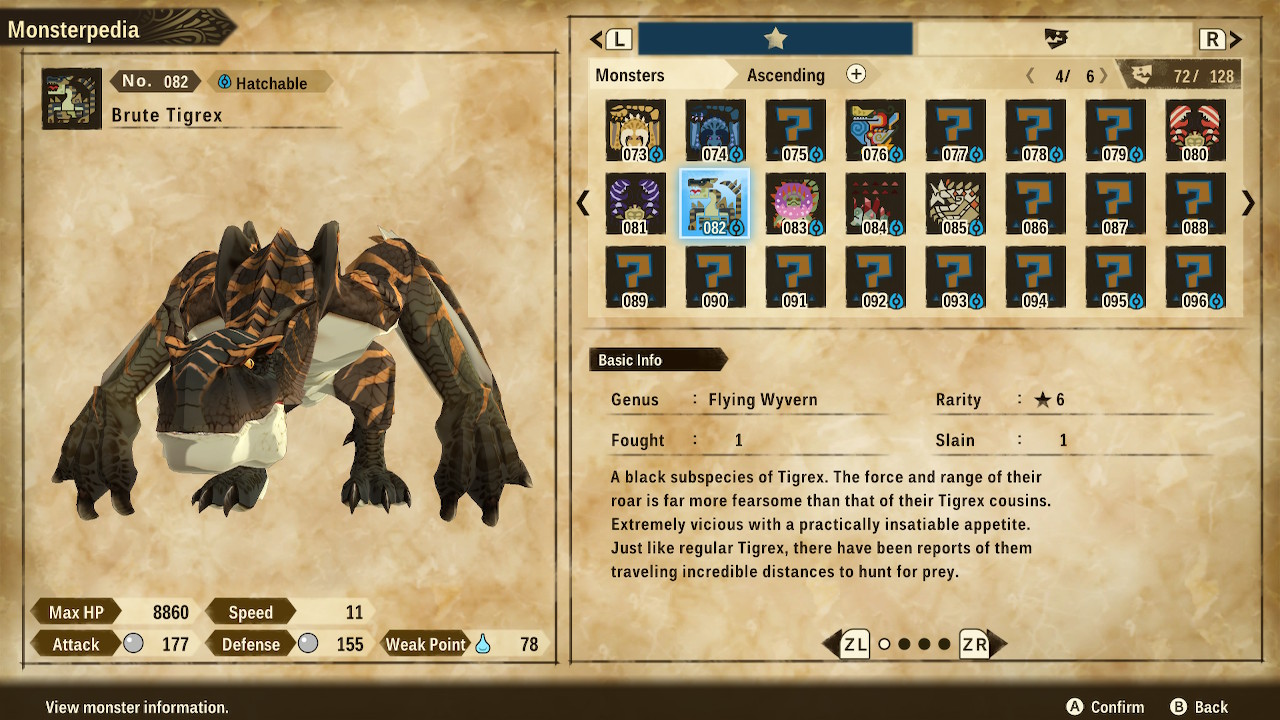 Monsterpedia
No. 082
Hatchable
Brute Tigrex
L
R
Monsters
Ascending
4/ 6
72/ 128
073 074 075 076 077 078 079 080
081 082 083 084 085 086 087 088
089 090 091 092 093 094 095 096
Basic Info
Genus : Flying Wyvern
Rarity : ★ 6
Fought : 1
Slain : 1
A black subspecies of Tigrex. The force and range of their
roar is far more fearsome than that of their Tigrex cousins.
Extremely vicious with a practically insatiable appetite.
Just like regular Tigrex, there have been reports of them
traveling incredible distances to hunt for prey.
Max HP 8860
Speed 11
Attack 177
Defense 155
Weak Point 78
ZL
ZR
View monster information.
A Confirm
B Back